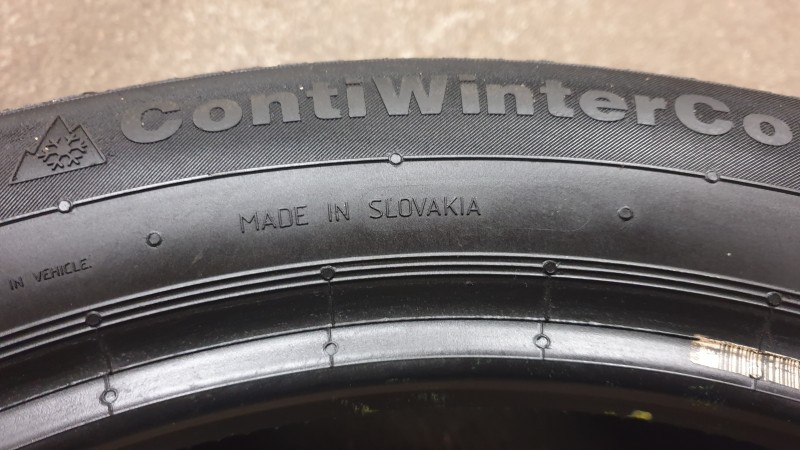 ContiWinterCo
MADE IN SLOVAKIA
IN VEHICLE.